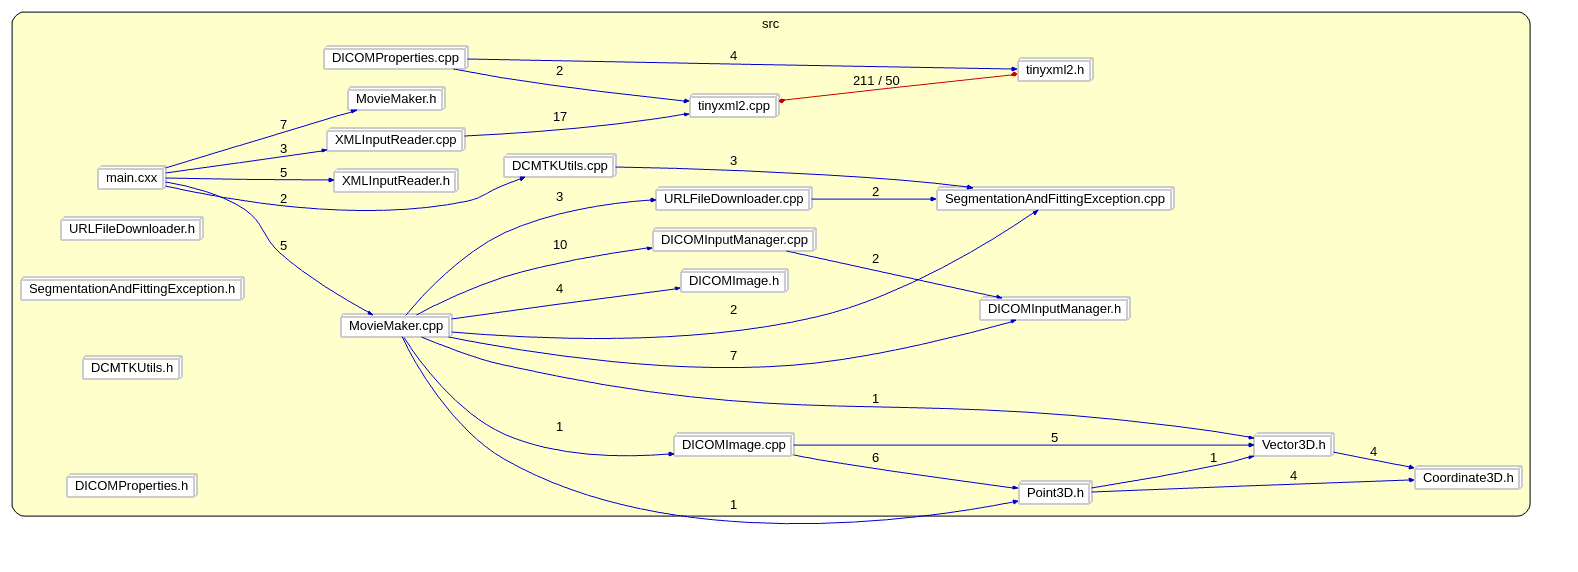 src
DICOMProperties.cpp
4
tinyxml2.h
2
211 / 50
MovieMaker.h
tinyxml2.cpp
7
17
XMLInputReader.cpp
3
DCMTKUtils.cpp
3
main.cxx
5
XMLInputReader.h
2
3
URLFileDownloader.cpp
2
SegmentationAndFittingException.cpp
URLFileDownloader.h
5
10
DICOMInputManager.cpp
2
SegmentationAndFittingException.h
4
DICOMImage.h
2
DICOMInputManager.h
MovieMaker.cpp
7
DCMTKUtils.h
1
1
DICOMImage.cpp
5
Vector3D.h
4
6
1
4
Coordinate3D.h
DICOMProperties.h
1
Point3D.h